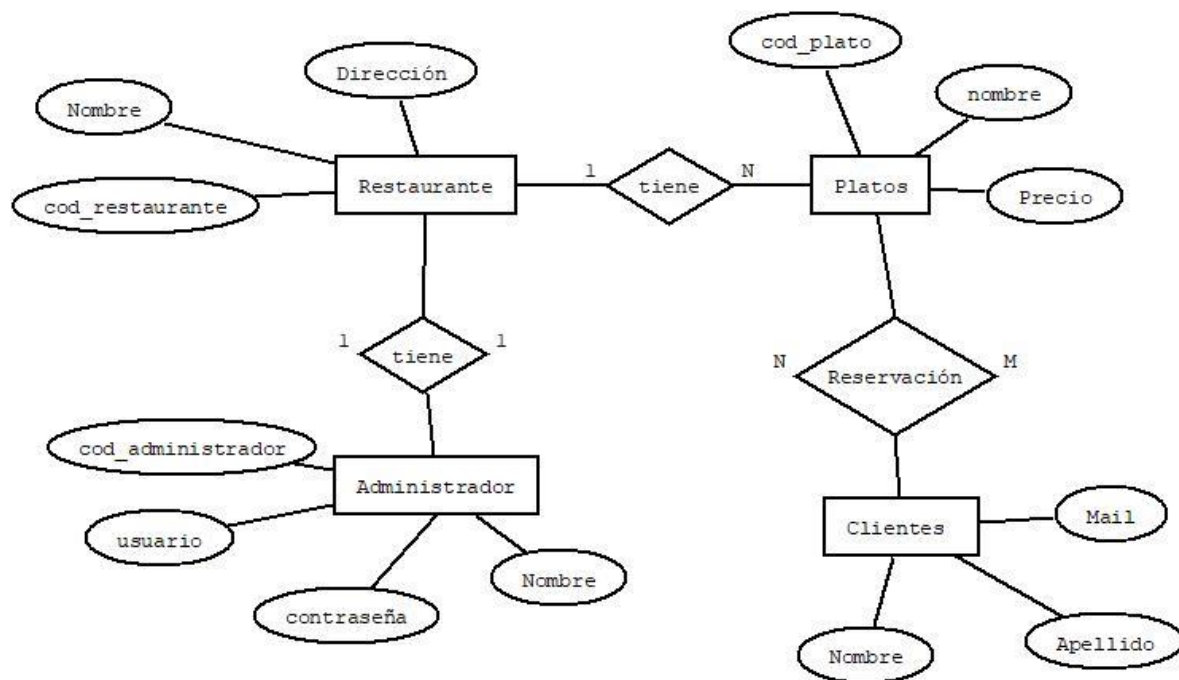 cod_plato
Dirección
nombre
Nombre
Restaurante
1
tiene
N
Platos
cod_restaurante
Precio
1
tiene
1
N
Reservación
M
cod_administrador
Administrador
Mail
usuario
Clientes
Nombre
contraseña
Apellido
Nombre